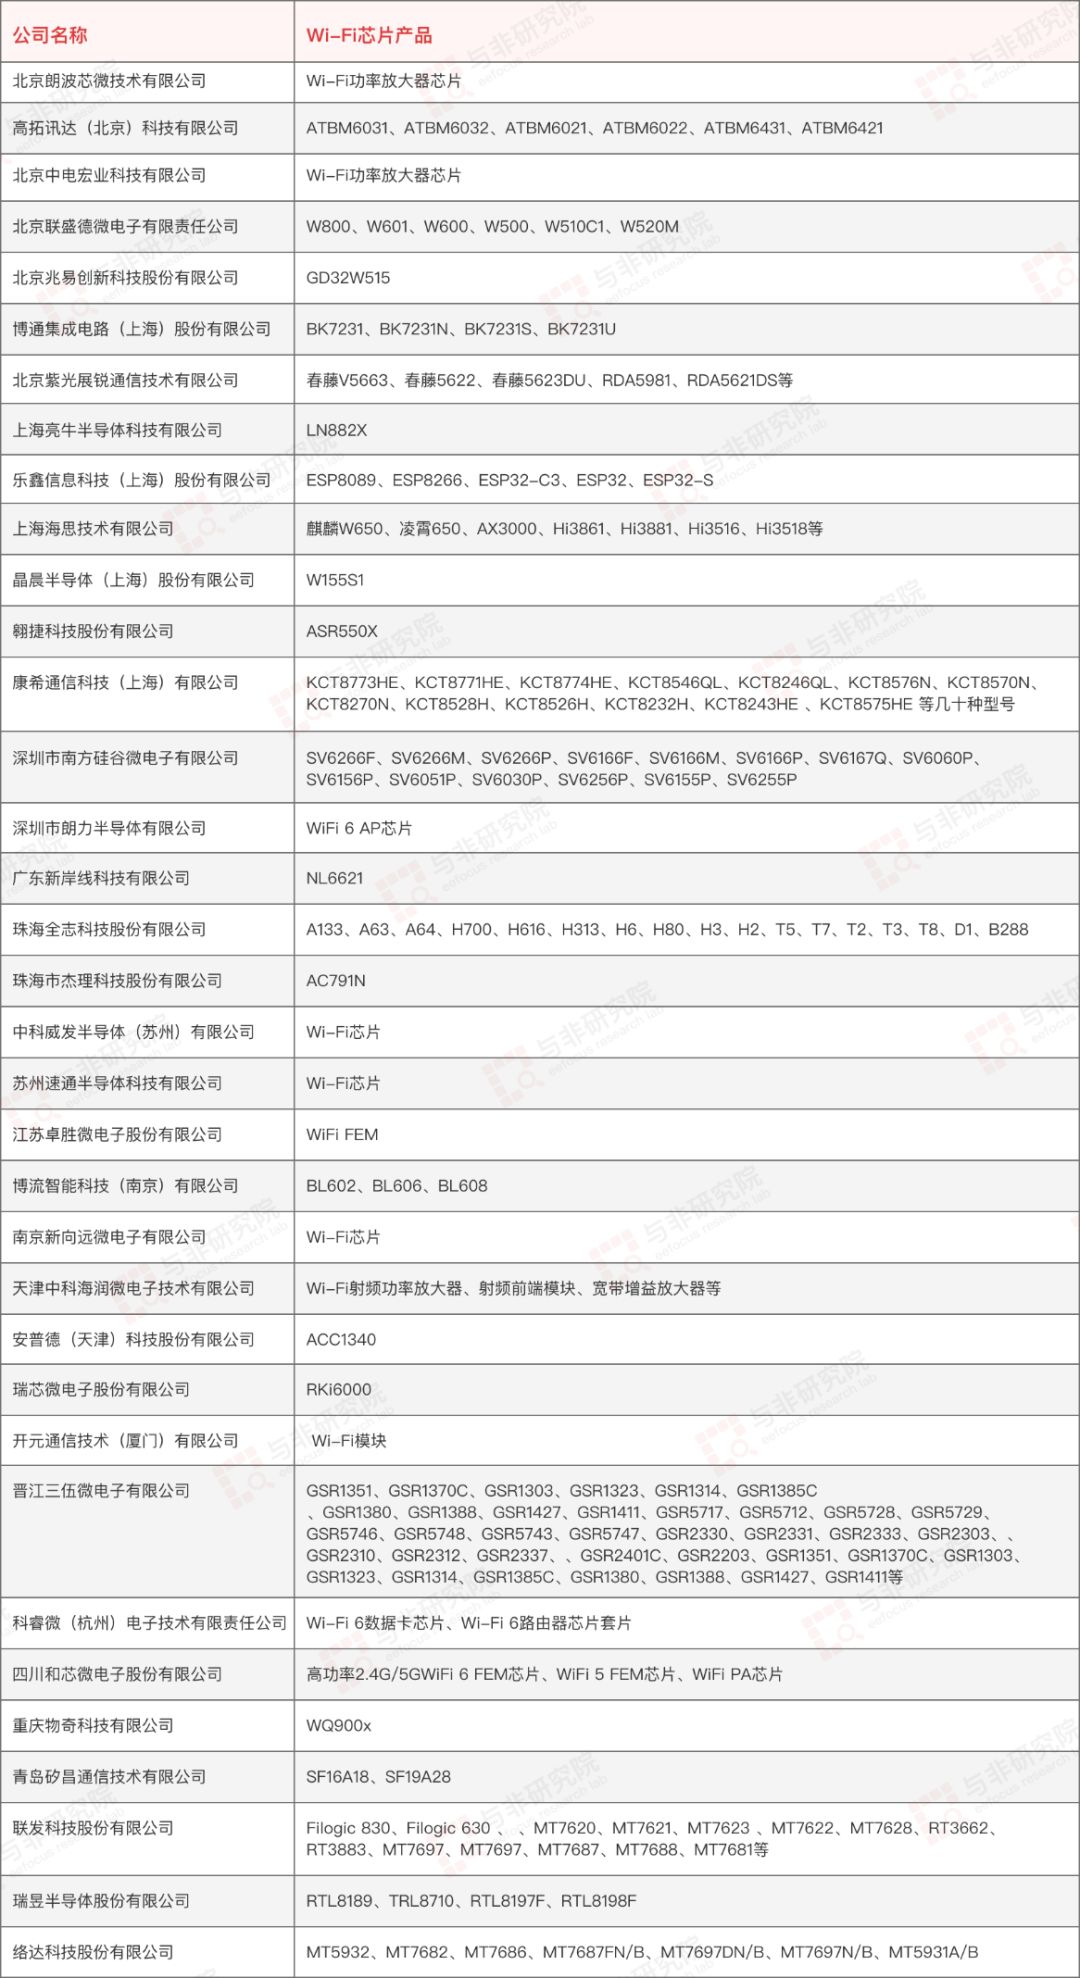 公司名称 Wi-Fi芯片产品
北京朗波芯微技术有限公司 Wi-Fi功率放大器芯片
高拓讯达（北京）科技有限公司 ATBM6031、ATBM6032、ATBM6021、ATBM6022、ATBM6431、ATBM6421
北京中电宏业科技有限公司 Wi-Fi功率放大器芯片
北京联盛德微电子有限责任公司 W800、W601、W600、W500、W510C1、W520M
北京兆易创新科技股份有限公司 GD32W515
博通集成电路（上海）股份有限公司 BK7231、BK7231N、BK7231S、BK7231U
北京紫光展锐通信技术有限公司 春藤V5663、春藤5622、春藤5623DU、RDA5981、RDA5621DS等
上海亮牛半导体科技有限公司 LN882X
乐鑫信息科技（上海）股份有限公司 ESP8089、ESP8266、ESP32-C3、ESP32、ESP32-S
上海海思技术有限公司 麒麟W650、凌霄650、AX3000、Hi3861、Hi3881、Hi3516、Hi3518等
晶晨半导体（上海）股份有限公司 W155S1
翱捷科技股份有限公司 ASR550X
康希通信科技（上海）有限公司 KCT8773HE、KCT8771HE、KCT8774HE、KCT8546QL、KCT8246QL、KCT8576N、KCT8570N、
KCT8270N、KCT8528H、KCT8526H、KCT8232H、KCT8243HE 、KCT8575HE 等几十种型号
深圳市南方硅谷微电子有限公司 SV6266F、SV6266M、SV6266P、SV6166F、SV6166M、SV6166P、SV6167Q、SV6060P、
SV6156P、SV6051P、SV6030P、SV6256P、SV6155P、SV6255P
深圳市朗力半导体有限公司 WiFi 6 AP芯片
广东新岸线科技有限公司 NL6621
珠海全志科技股份有限公司 A133、A63、A64、H700、H616、H313、H6、H80、H3、H2、T5、T7、T2、T3、T8、D1、B288
珠海市杰理科技股份有限公司 AC791N
中科威发半导体（苏州）有限公司 Wi-Fi芯片
苏州速通半导体科技有限公司 Wi-Fi芯片
江苏卓胜微电子股份有限公司 WiFi FEM
博流智能科技（南京）有限公司 BL602、BL606、BL608
南京新向远微电子有限公司 Wi-Fi芯片
天津中科海润微电子技术有限公司 Wi-Fi射频功率放大器、射频前端模块、宽带增益放大器等
安普德（天津）科技股份有限公司 ACC1340
瑞芯微电子股份有限公司 RKi6000
开元通信技术（厦门）有限公司 Wi-Fi模块
晋江三伍微电子有限公司 GSR1351、GSR1370C、GSR1303、GSR1323、GSR1314、GSR1385C
、GSR1380、GSR1388、GSR1427、GSR1411、GSR5717、GSR5712、GSR5728、GSR5729、
GSR5746、GSR5748、GSR5743、GSR5747、GSR2330、GSR2331、GSR2333、GSR2303、、
GSR2310、GSR2312、GSR2337、、GSR2401C、GSR2203、GSR1351、GSR1370C、GSR1303、
GSR1323、GSR1314、GSR1385C、GSR1380、GSR1388、GSR1427、GSR1411等
科睿微（杭州）电子技术有限责任公司 Wi-Fi 6数据卡芯片、Wi-Fi 6路由器芯片套片
四川和芯微电子股份有限公司 高功率2.4G/5GWiFi 6 FEM芯片、WiFi 5 FEM芯片、WiFi PA芯片
重庆物奇科技有限公司 WQ900x
青岛矽昌通信技术有限公司 SF16A18、SF19A28
联发科技股份有限公司 Filogic 830、Filogic 630 、 、MT7620、MT7621、MT7623 、MT7622、MT7628、RT3662、
RT3883、MT7697、MT7697、MT7687、MT7688、MT7681等
瑞昱半导体股份有限公司 RTL8189、TRL8710、RTL8197F、RTL8198F
络达科技股份有限公司 MT5932、MT7682、MT7686、MT7687FN/B、MT7697DN/B、MT7697N/B、MT5931A/B
与非研究院
eefocus research lab